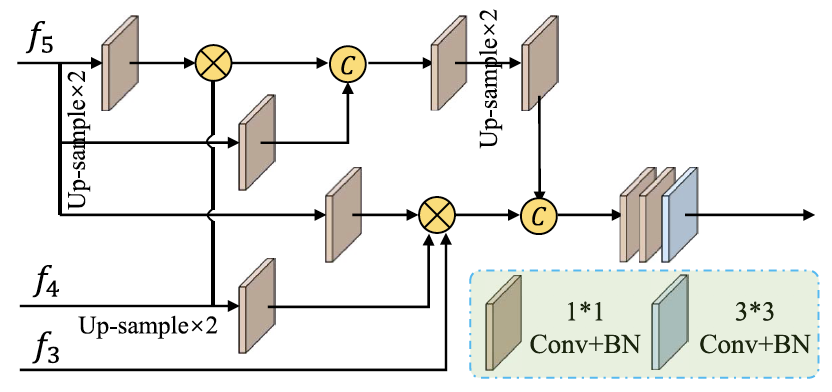 f5
Up-sample×2
C
Up-sample×2
C
f4
Up-sample×2
f3
1*1
Conv+BN
3*3
Conv+BN